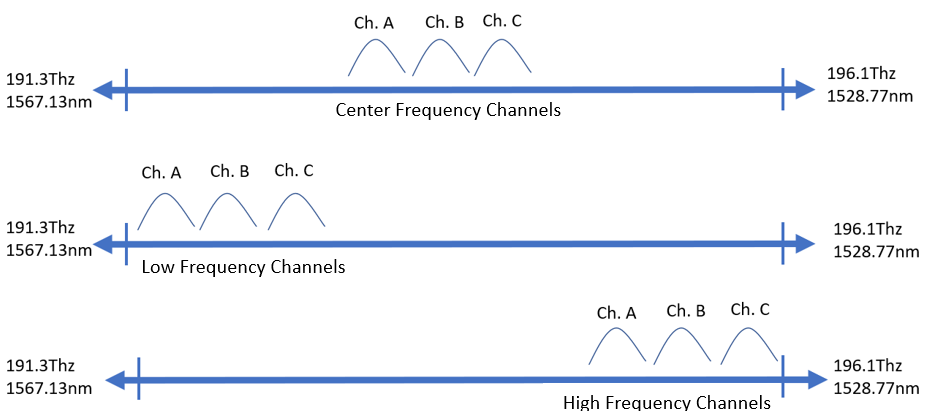 Ch. A Ch. B Ch. C
191.3Thz
1567.13nm
196.1Thz
1528.77nm
Center Frequency Channels
Ch. A Ch. B Ch. C
191.3Thz
1567.13nm
196.1Thz
1528.77nm
Low Frequency Channels
Ch. A Ch. B Ch. C
191.3Thz
1567.13nm
196.1Thz
1528.77nm
High Frequency Channels